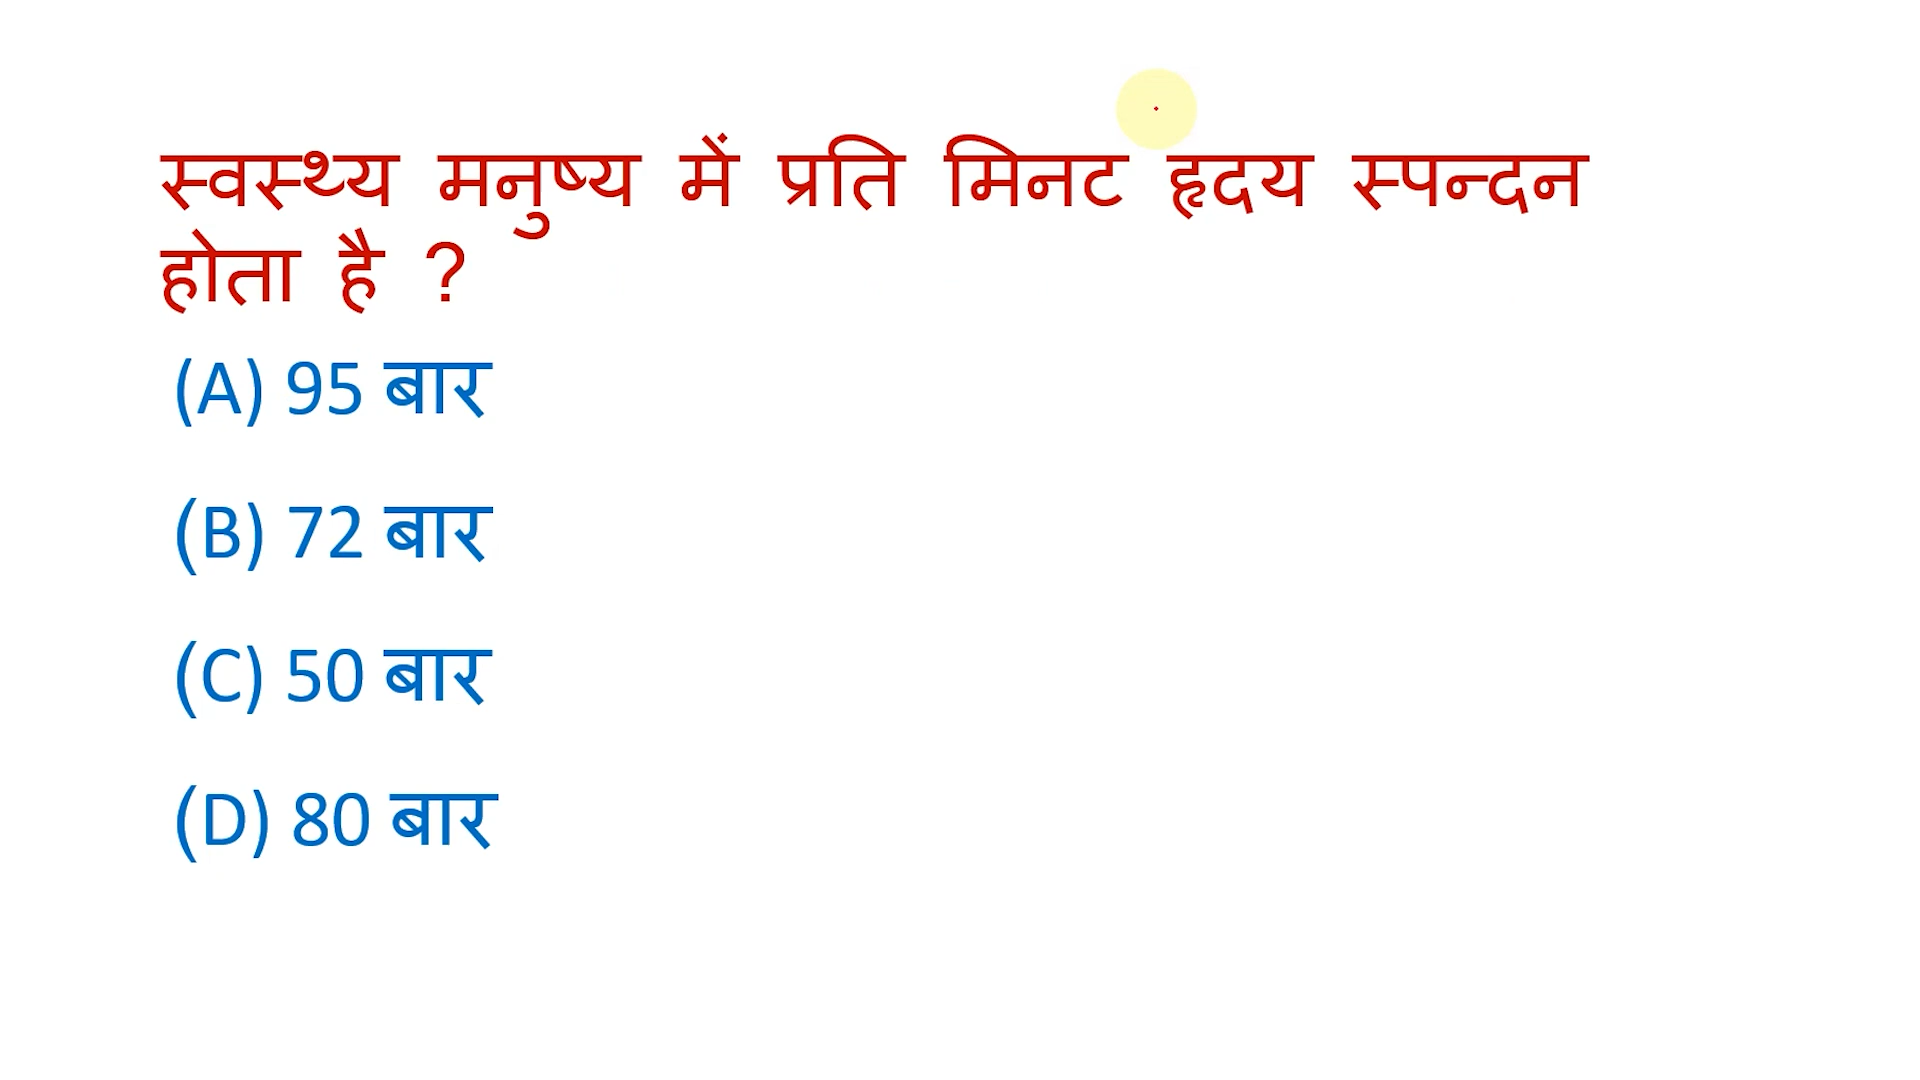 स्वस्थ्य मनुष्य में प्रति मिनट हृदय स्पन्दन
होता है ?
(A) 95 बार
(B) 72 बार
(C) 50 बार
(D) 80 बार